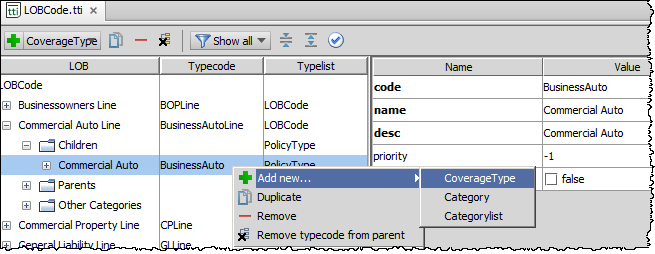 tti LOBCode.tti ×
CoverageType Show all
LOB Typecode Typelist Name Value
LOBCode code BusinessAuto
Businessowners Line BOPLine LOBCode name Commercial Auto
Commercial Auto Line BusinessAutoLine LOBCode desc Commercial Auto
Children PolicyType priority -1
Commercial Auto BusinessAuto PolicyType false
Add new... CoverageType
Parents Duplicate Category
Other Categories Remove Categorylist
Commercial Property Line CPLine Remove typecode from parent
General Liability Line GLLine